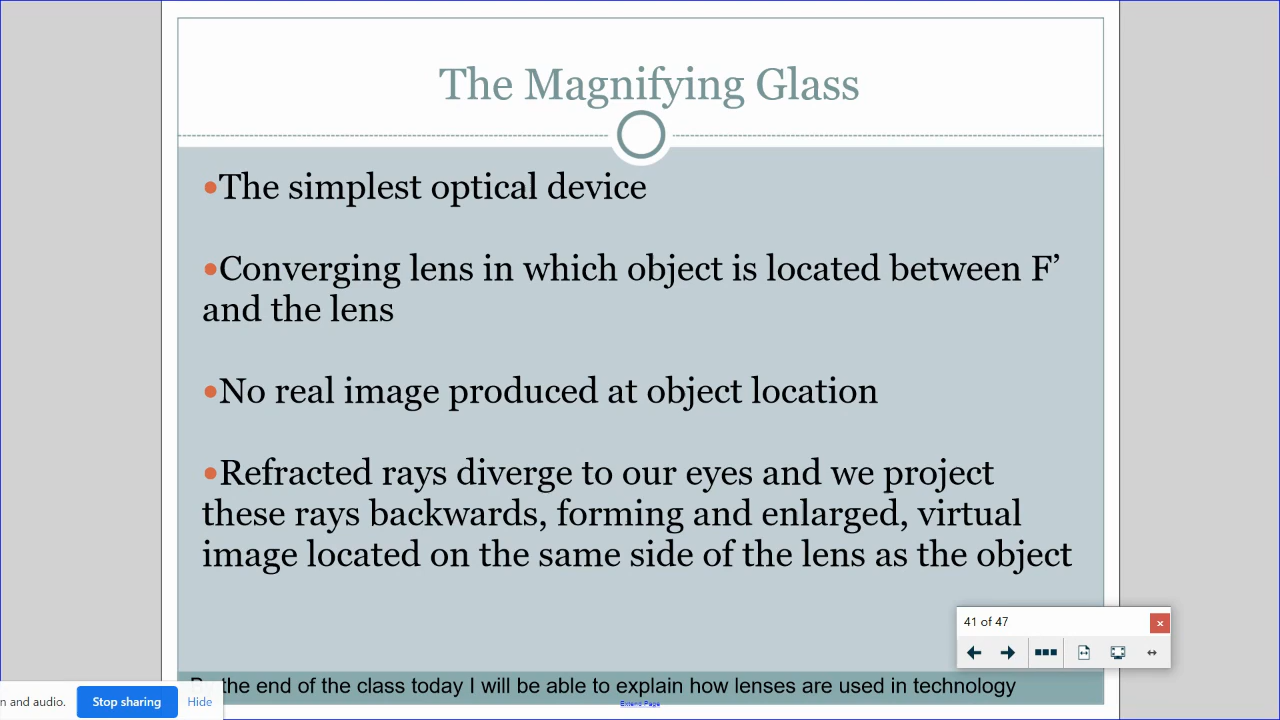 The Magnifying Glass
•The simplest optical device
•Converging lens in which object is located between F’
and the lens
•No real image produced at object location
•Refracted rays diverge to our eyes and we project
these rays backwards, forming and enlarged, virtual
image located on the same side of the lens as the object
41 of 47
the end of the class today I will be able to explain how lenses are used in technology
n and audio.
Stop sharing
Hide
Extend Page